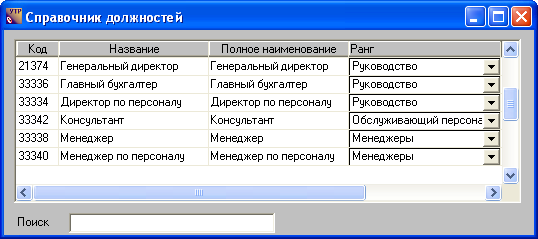 УТР Справочник должностей
Код Название Полное наименование Ранг
21374 Генеральный директор Генеральный директор Руководство
33336 Главный бухгалтер Главный бухгалтер Руководство
33334 Директор по персоналу Директор по персоналу Руководство
33342 Консультант Консультант Обслуживающий персона
33338 Менеджер Менеджер Менеджеры
33340 Менеджер по персоналу Менеджер по персоналу Менеджеры
Поиск